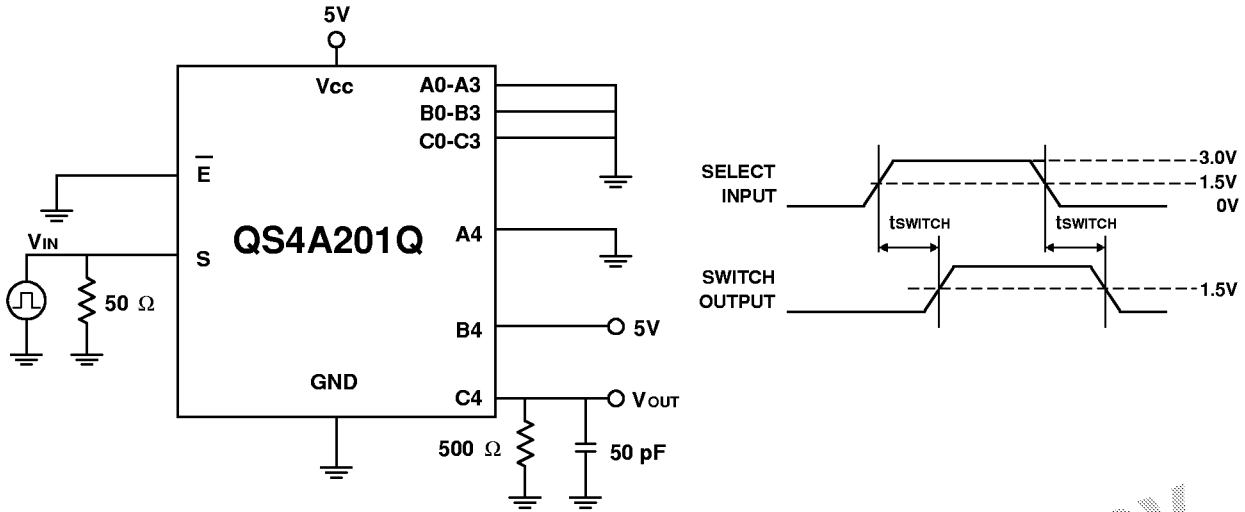 5V
Vcc
A0-A3
B0-B3
C0-C3
E
VIN
S
QS4A201Q
A4
50 Ω
B4
5V
GND
C4
VOUT
500 Ω
50 pF
SELECT
INPUT
3.0V
1.5V
0V
tSWITCH
tSWITCH
SWITCH
OUTPUT
1.5V